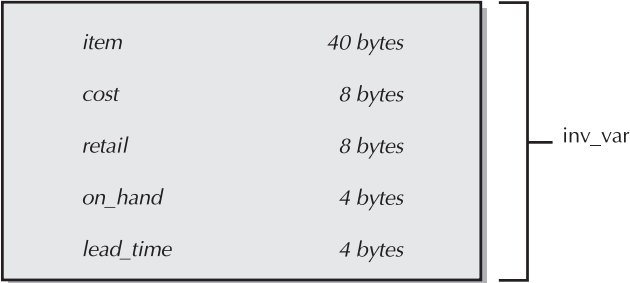 item 40 bytes
cost 8 bytes
retail 8 bytes
inv_var
on_hand 4 bytes
lead_time 4 bytes